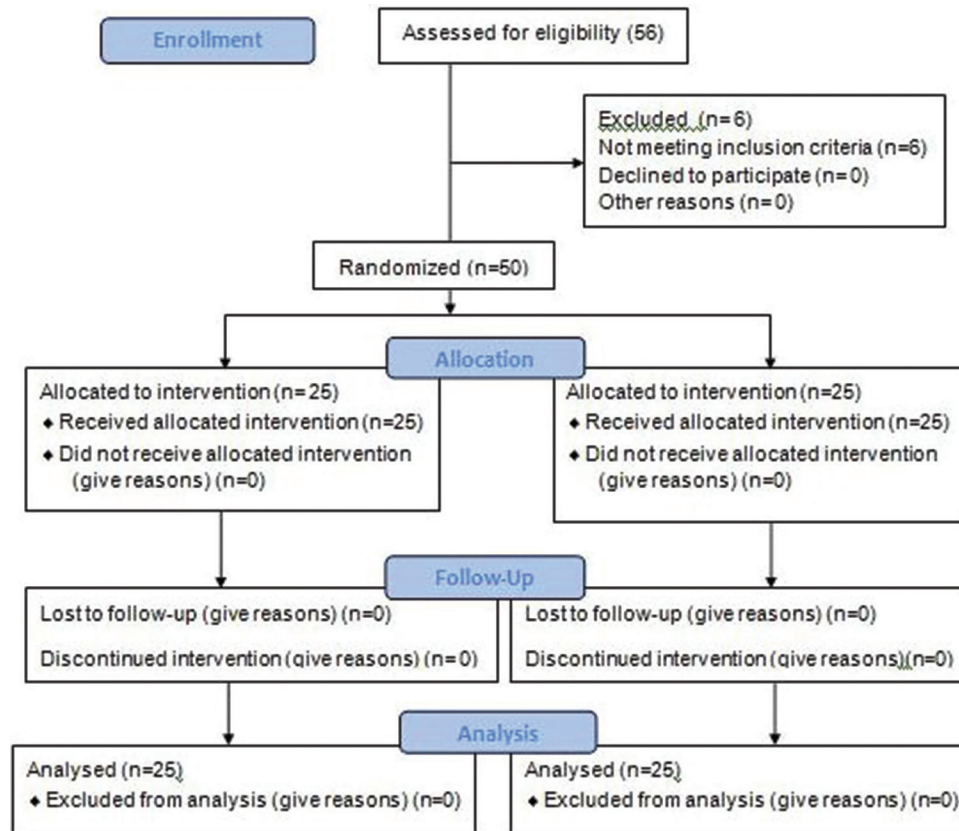 Enrollment
Assessed for eligibility (56)
Excluded (n=6)
Not meeting inclusion criteria (n=6)
Declined to participate (n=0)
Other reasons (n=0)
Randomized (n=50)
Allocation
Allocated to intervention (n=25)
♦ Received allocated intervention (n=25)
♦ Did not receive allocated intervention
(give reasons) (n=0)
Allocated to intervention (n=25)
♦ Received allocated intervention (n=25)
♦ Did not receive allocated intervention
(give reasons) (n=0)
Follow-Up
Lost to follow-up (give reasons) (n=0)
Discontinued intervention (give reasons) (n=0)
Lost to follow-up (give reasons) (n=0)
Discontinued intervention (give reasons)(n=0)
Analysis
Analysed (n=25)
♦ Excluded from analysis (give reasons) (n=0)
Analysed (n=25)
♦ Excluded from analysis (give reasons) (n=0)